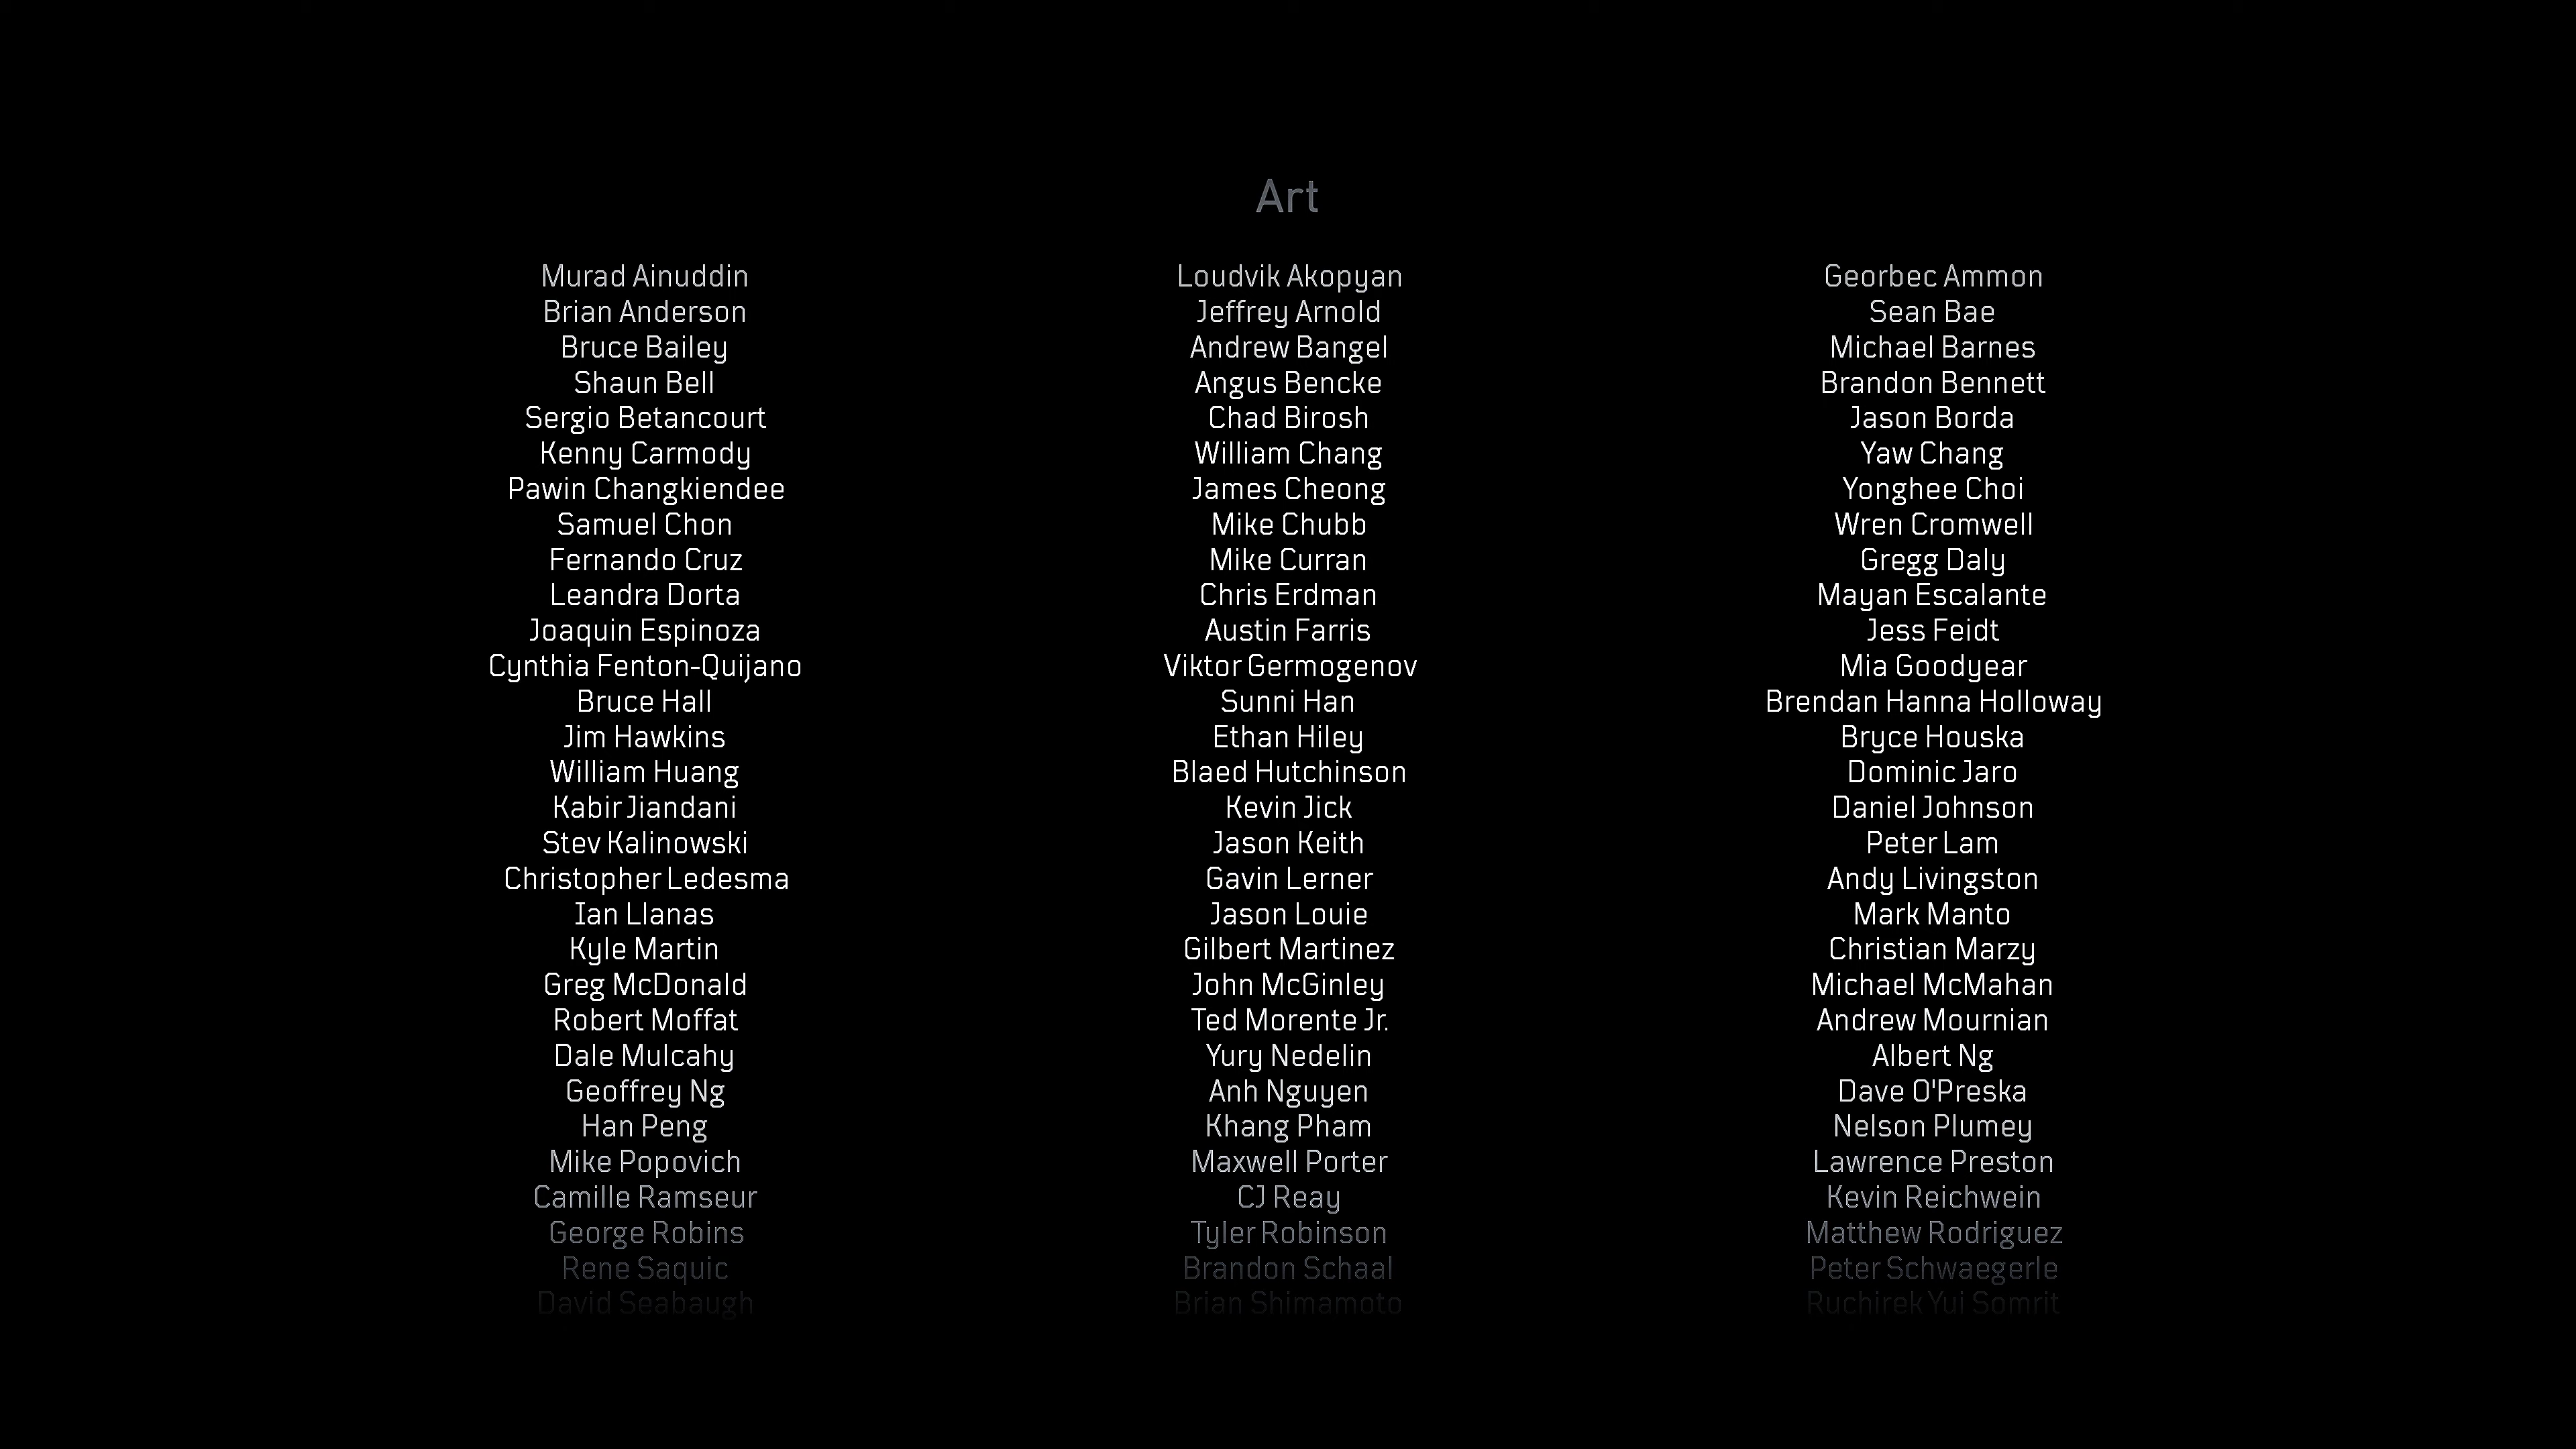 Art
Murad Ainuddin Loudvik Akopyan Georbec Ammon
Brian Anderson Jeffrey Arnold Sean Bae
Bruce Bailey Andrew Bangel Michael Barnes
Shaun Bell Angus Bencke Brandon Bennett
Sergio Betancourt Chad Birosh Jason Borda
Kenny Carmody William Chang Yaw Chang
Pawin Changkiendee James Cheong Yonghee Choi
Samuel Chon Mike Chubb Wren Cromwell
Fernando Cruz Mike Curran Gregg Daly
Leandra Dorta Chris Erdman Mayan Escalante
Joaquin Espinoza Austin Farris Jess Feidt
Cynthia Fenton-Quijano Viktor Germogenov Mia Goodyear
Bruce Hall Sunni Han Brendan Hanna Holloway
Jim Hawkins Ethan Hiley Bryce Houska
William Huang Blaed Hutchinson Dominic Jaro
Kabir Jiandani Kevin Jick Daniel Johnson
Stev Kalinowski Jason Keith Peter Lam
Christopher Ledesma Gavin Lerner Andy Livingston
Ian Llanas Jason Louie Mark Manto
Kyle Martin Gilbert Martinez Christian Marzy
Greg McDonald John McGinley Michael McMahan
Robert Moffat Ted Morente Jr. Andrew Mournian
Dale Mulcahy Yury Nedelin Albert Ng
Geoffrey Ng Anh Nguyen Dave O'Preska
Han Peng Khang Pham Nelson Plumey
Mike Popovich Maxwell Porter Lawrence Preston
Camille Ramseur CJ Reay Kevin Reichwein
George Robins Tyler Robinson Matthew Rodriguez
Rene Saquic Brandon Schaal Peter Schwaegerle
David Seabaugh Brian Shimamoto Ruchirek Yui Somrit